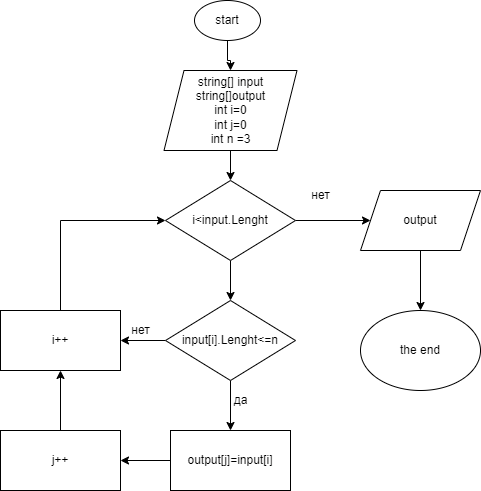 start
string[] input
string[]output
int i=0
int j=0
int n =3
i<input.Lenght
нет
output
input[i].Lenght<=n
нет
i++
the end
да
output[j]=input[i]
j++